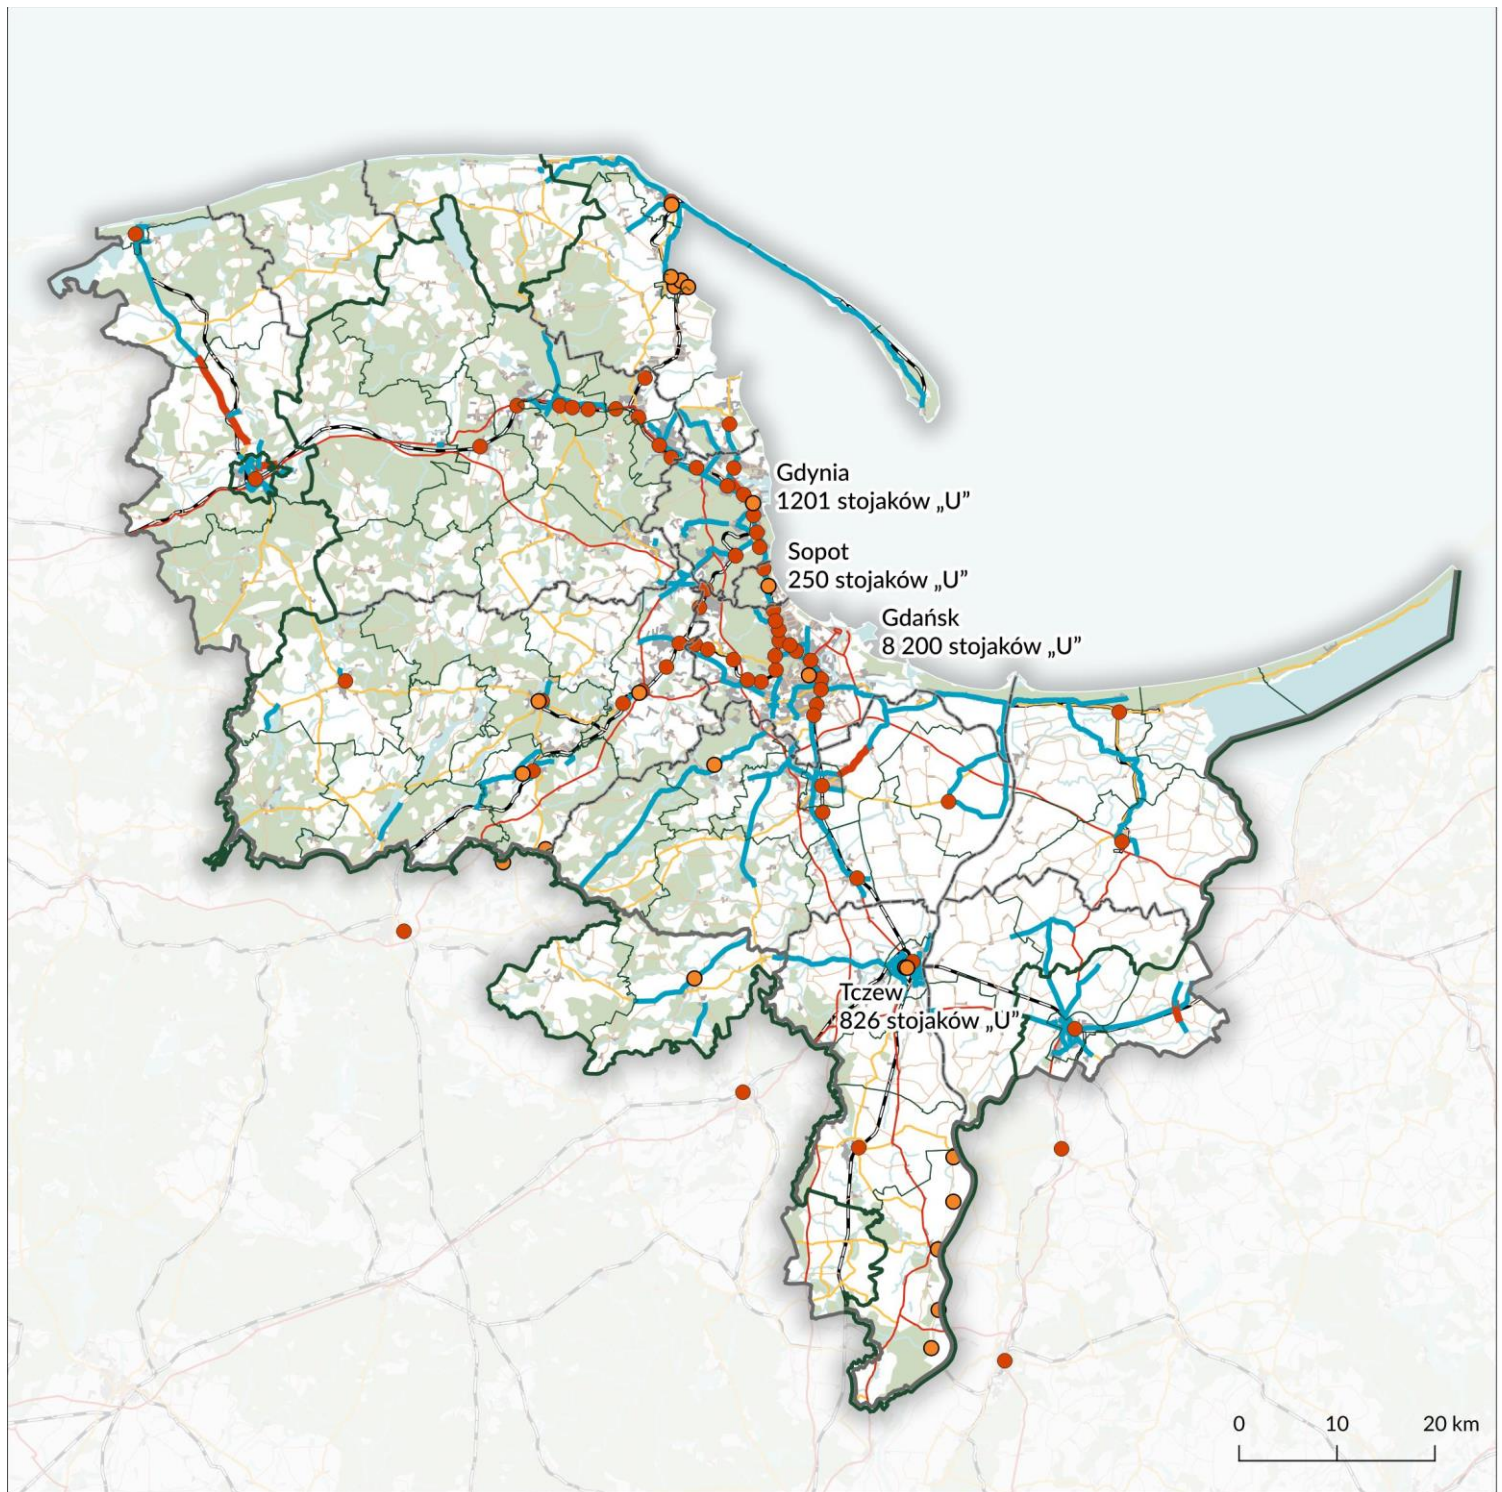 Gdynia
1201 stojaków „U”
Sopot
250 stojaków „U”
Gdańsk
8 200 stojaków „U”
Tczew
826 stojaków „U”
0 10 20 km